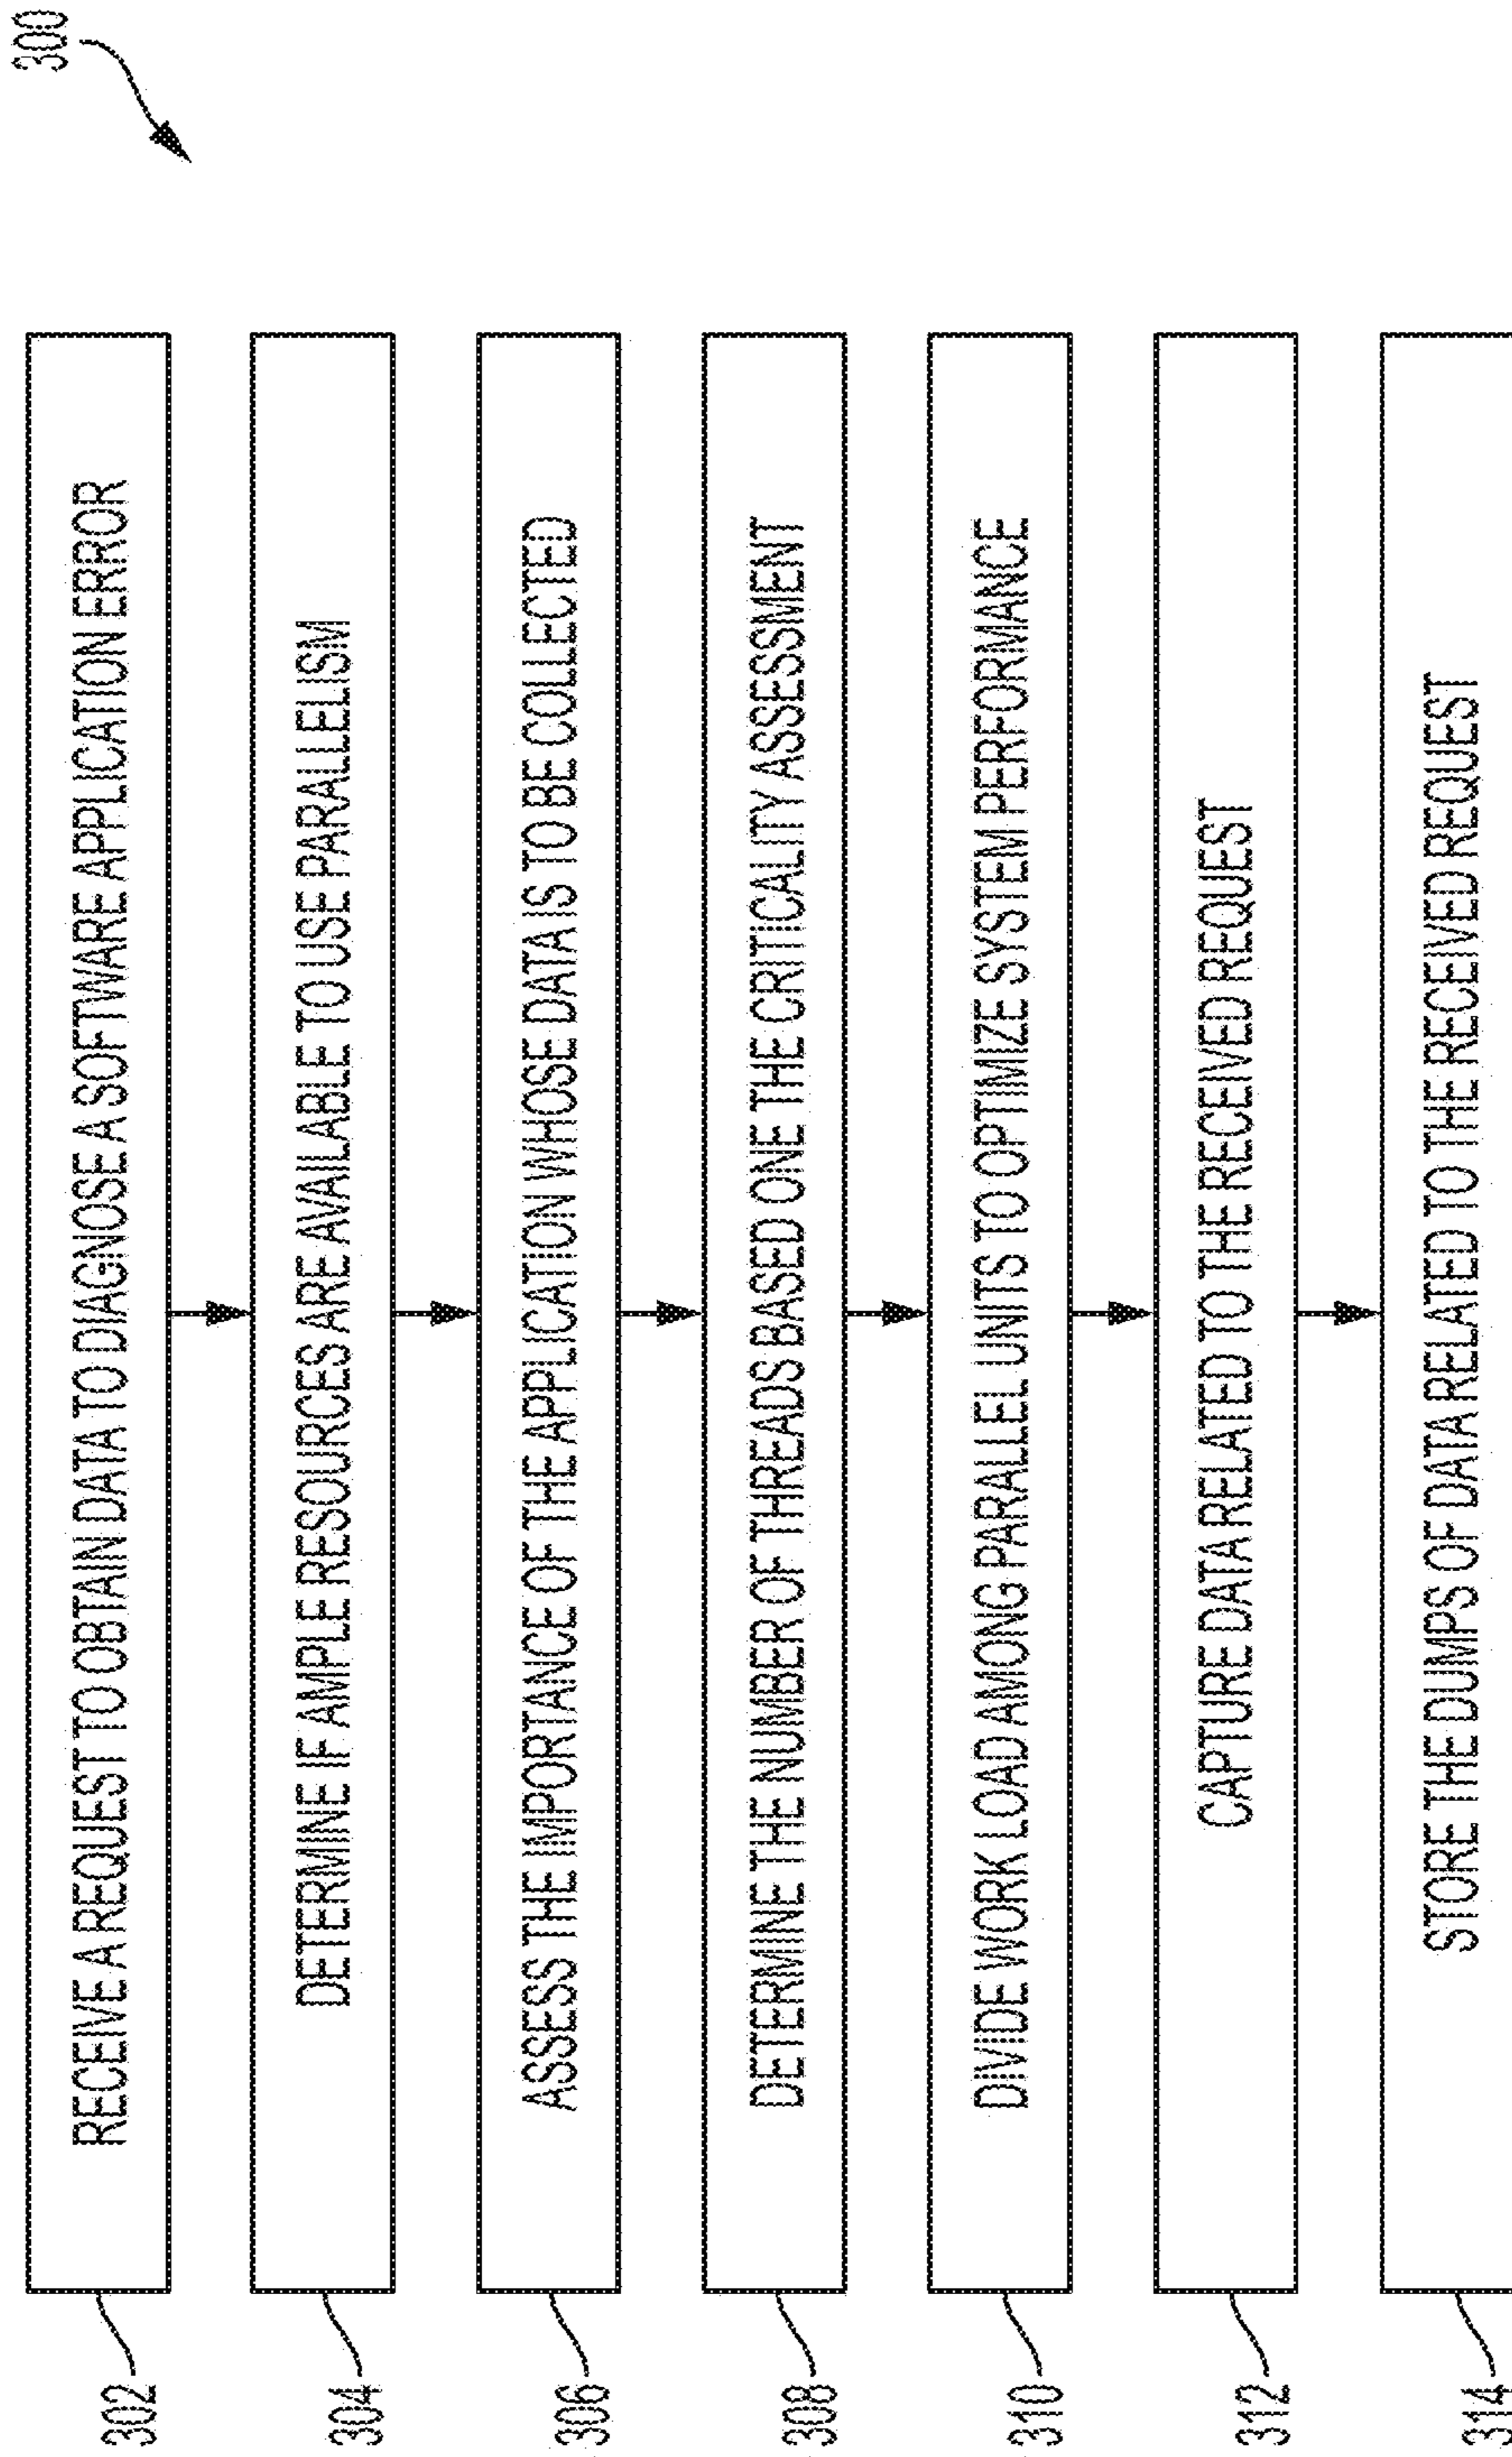 300
302
RECEIVE A REQUEST TO OBTAIN DATA TO DIAGNOSE A SOFTWARE APPLICATION ERROR
304
DETERMINE IF AMPLE RESOURCES ARE AVAILABLE TO USE PARALLELISM
306
ASSESS THE IMPORTANCE OF THE APPLICATION WHOSE DATA IS TO BE COLLECTED
308
DETERMINE THE NUMBER OF THREADS BASED ONE THE CRITICALITY ASSESSMENT
310
DIVIDE WORK LOAD AMONG PARALLEL UNITS TO OPTIMIZE SYSTEM PERFORMANCE
312
CAPTURE DATA RELATED TO THE RECEIVED REQUEST
314
STORE THE DUMPS OF DATA RELATED TO THE RECEIVED REQUEST